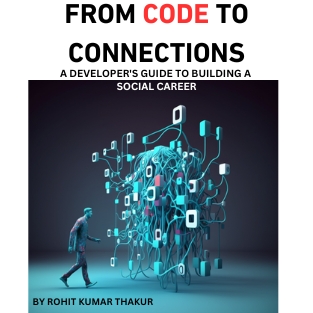 FROM CODE TO
CONNECTIONS
A DEVELOPER'S GUIDE TO BUILDING A
SOCIAL CAREER
BY ROHIT KUMAR THAKUR